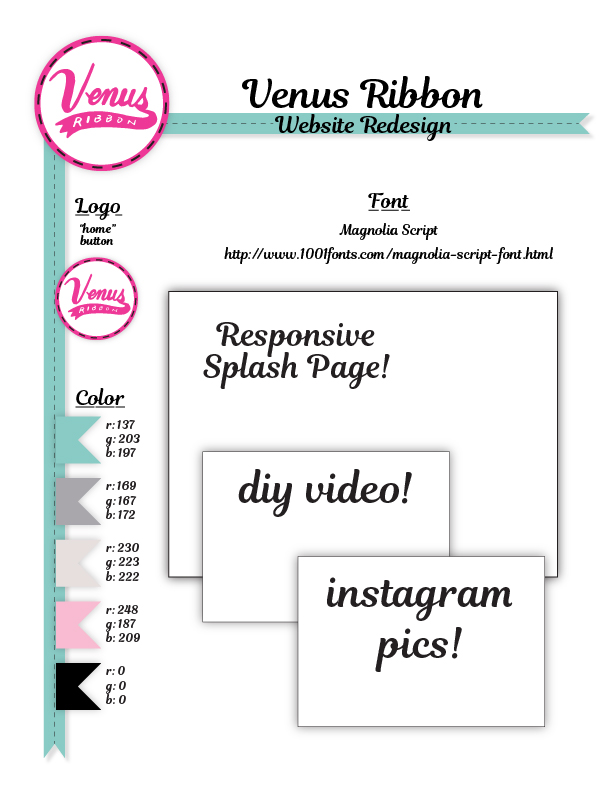 Venus
RIBBON
Venus Ribbon
Website Redesign
Logo
"home"
button
Venus
RIBBON
Font
Magnolia Script
http://www.1001fonts.com/magnolia-script-font.html
Responsive
Splash Page!
diy video!
instagram
pics!
Color
r: 137
g: 203
b: 197
r: 169
g: 167
b: 172
r: 230
g: 223
b: 222
r: 248
g: 187
b: 209
r: 0
g: 0
b: 0